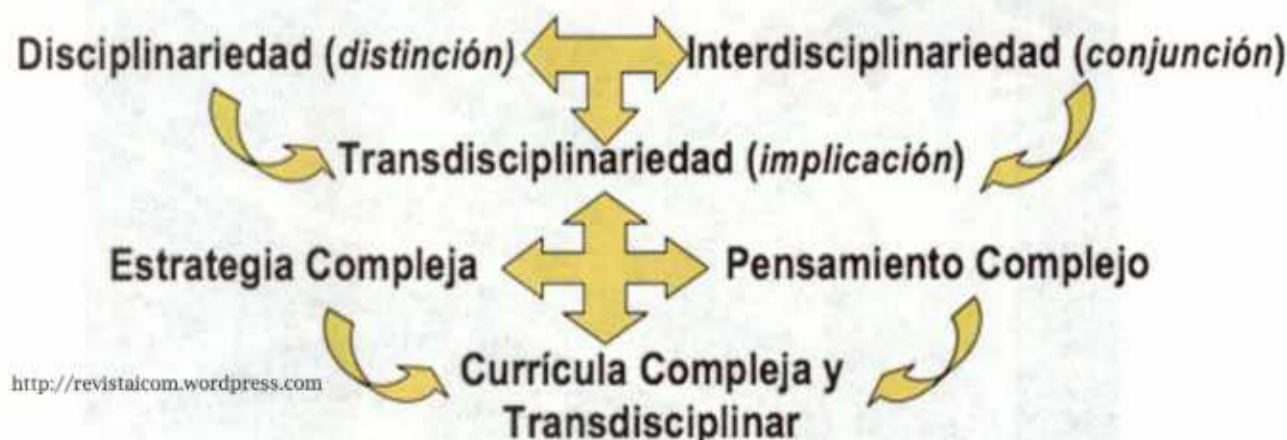 Disciplinariedad (distinción) Interdisciplinariedad (conjunción)
Transdisciplinariedad (implicación)
Estrategia Compleja Pensamiento Complejo
Currícula Compleja y
Transdisciplinar
http://revistaicom.wordpress.com